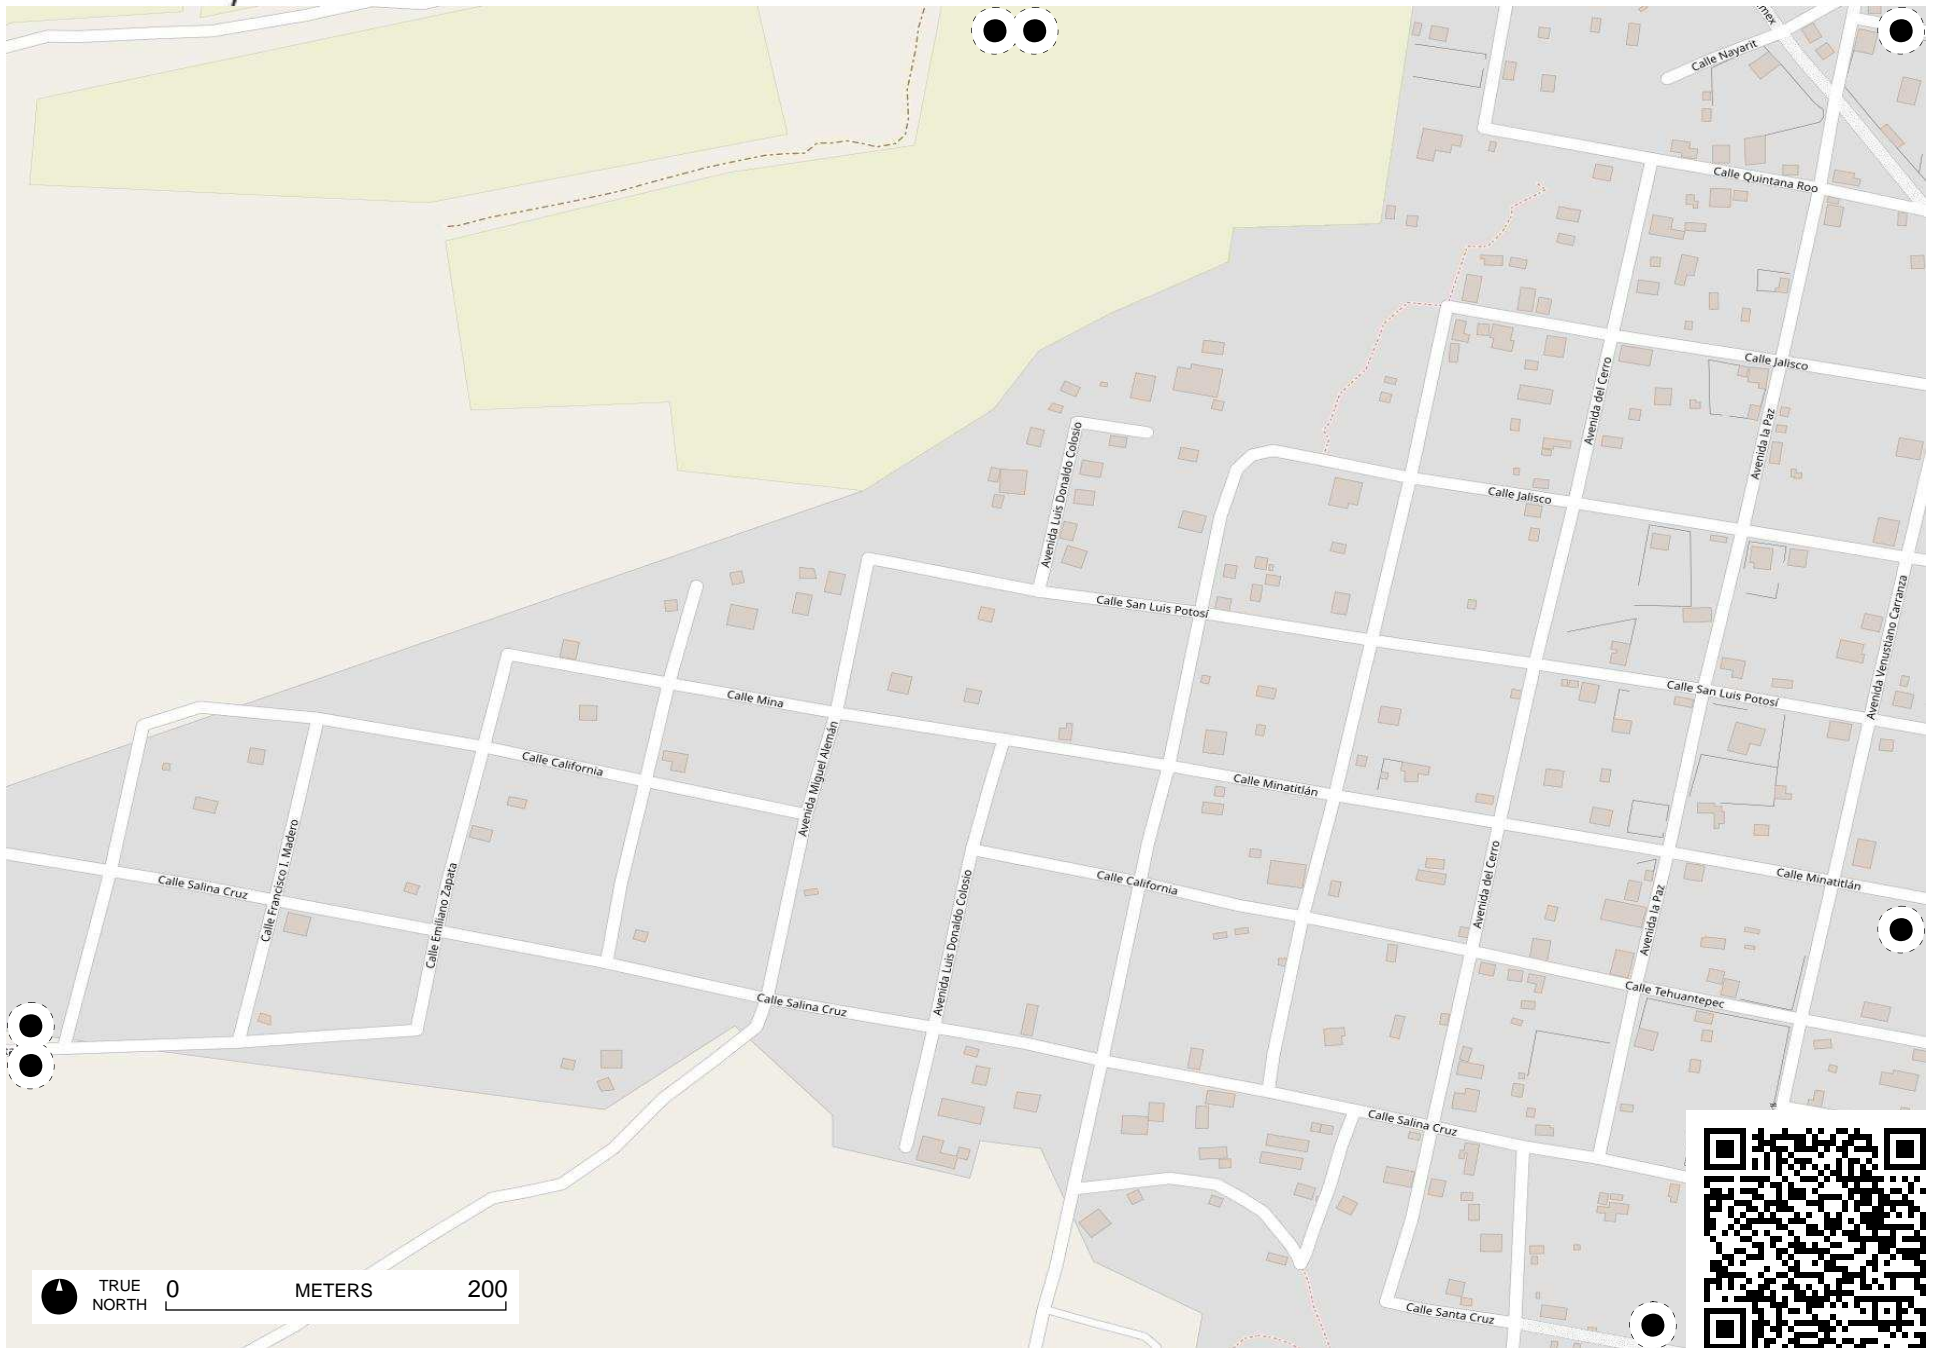 Calle Nayarit
Calle Quintana Roo
Calle Jalisco
Avenida del Cerro
Avenida la Paz
Avenida Luis Donaldo Colosio
Calle Jalisco
Calle San Luis Potosí
Avenida Venustiano Carranza
Calle San Luis Potosí
Calle Mina
Avenida Miguel Alemán
Calle California
Calle Minatitlán
Calle Francisco I. Madero
Calle Emiliano Zapata
Calle Salina Cruz
Avenida Luis Donaldo Colosio
Calle California
Avenida del Cerro
Avenida la Paz
Calle Minatitlán
Calle Tehuantepec
Calle Salina Cruz
Calle Salina Cruz
Calle Santa Cruz
TRUE
NORTH
0 METERS 200